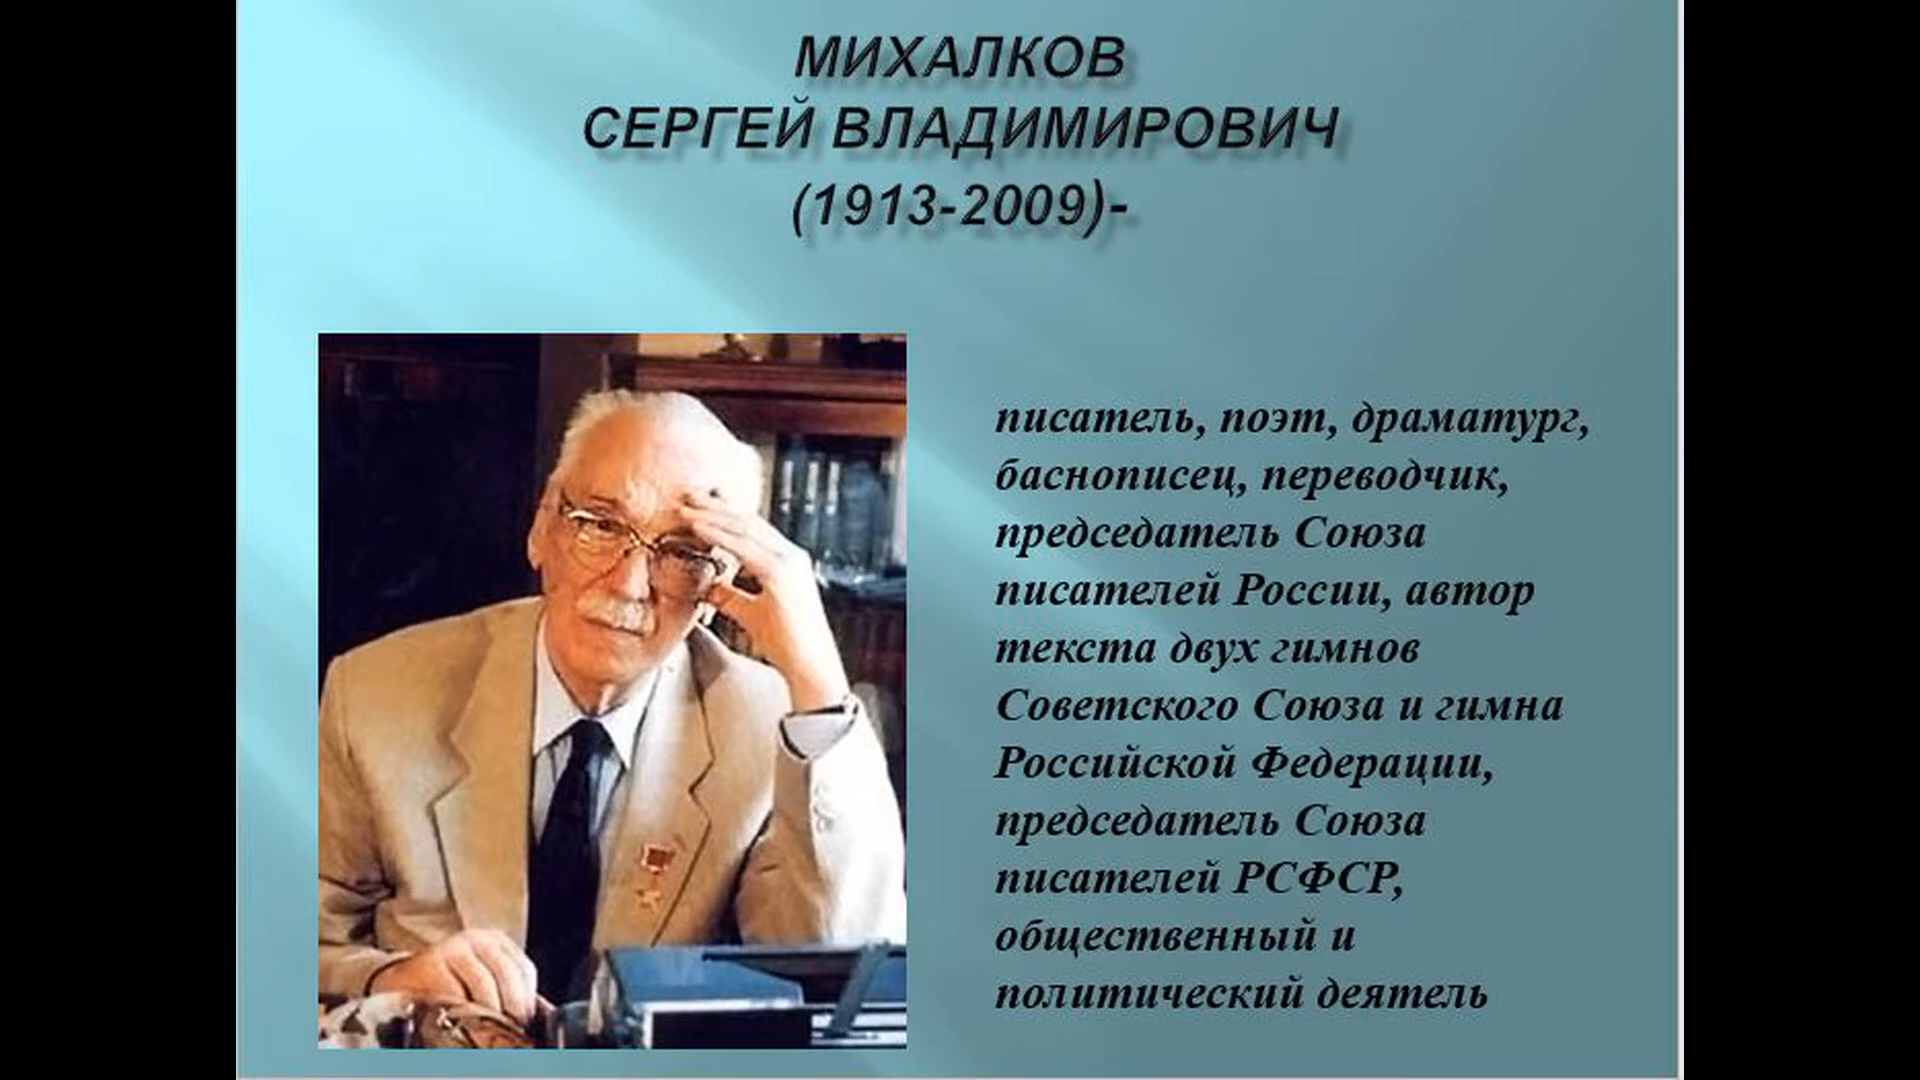 МИХАЛКОВ
СЕРГЕЙ ВЛАДИМИРОВИЧ
(1913-2009)-
писатель, поэт, драматург,
баснописец, переводчик,
председатель Союза
писателей России, автор
текста двух гимнов
Советского Союза и гимна
Российской Федерации,
председатель Союза
писателей РСФСР,
общественный и
политический деятель